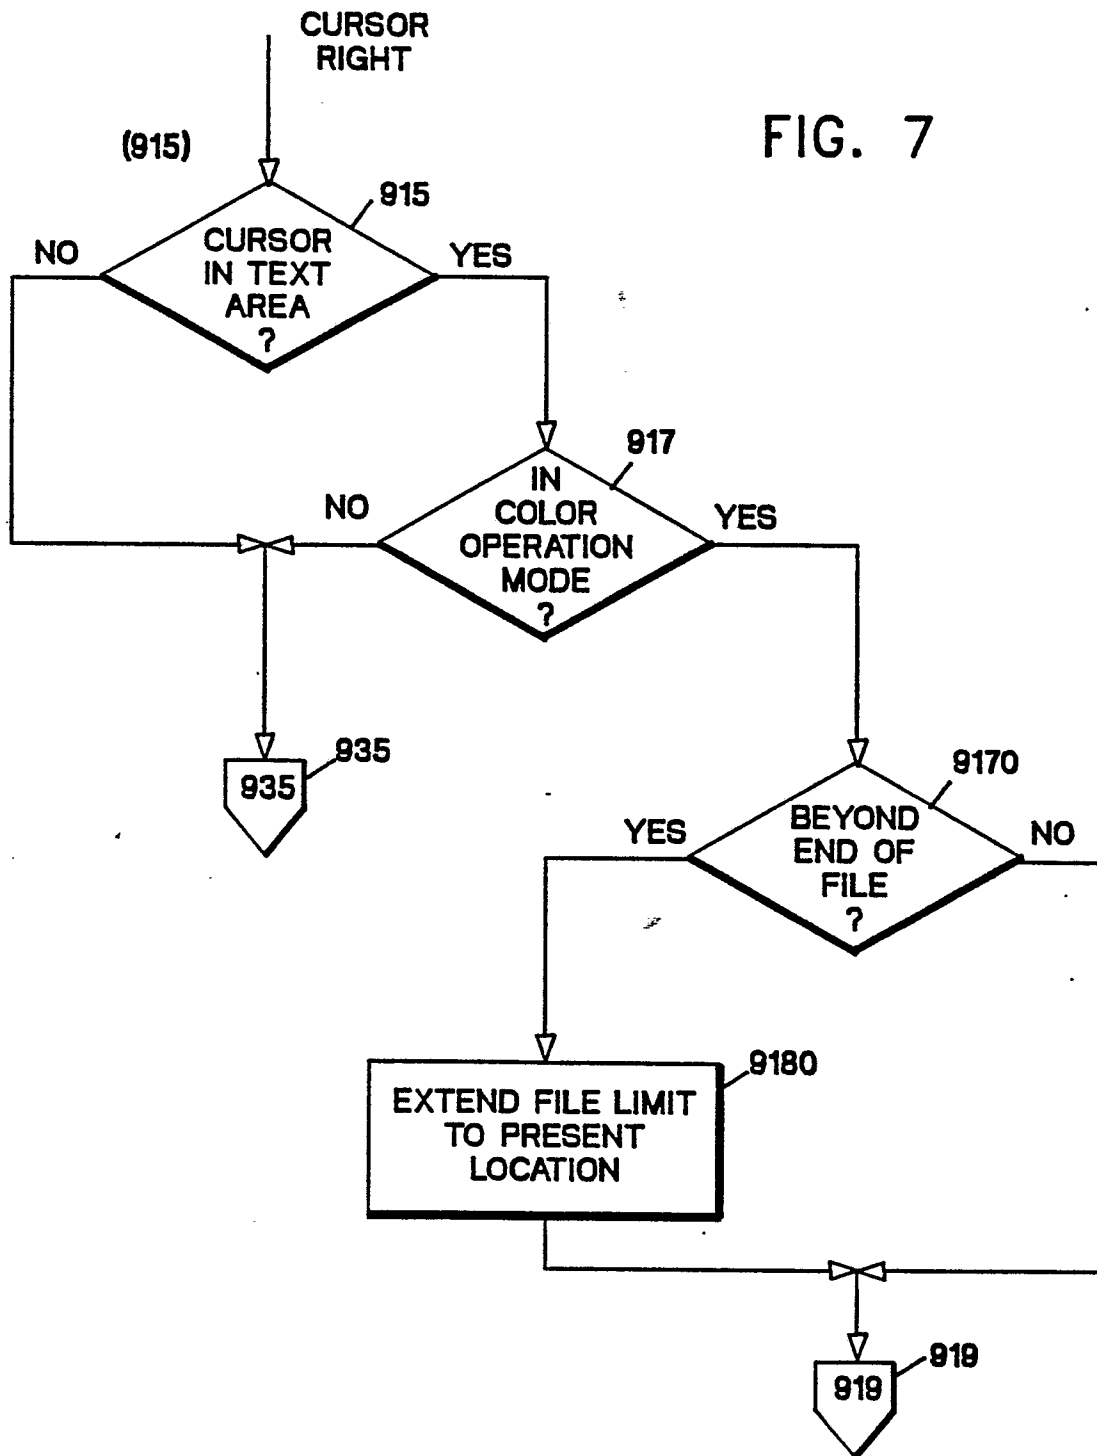 CURSOR
RIGHT
FIG. 7
(915)
915
NO
CURSOR
IN TEXT
AREA
?
YES
917
NO
IN
COLOR
OPERATION
MODE
?
YES
935
935
9170
YES
BEYOND
END OF
FILE
?
NO
9180
EXTEND FILE LIMIT
TO PRESENT
LOCATION
919
919